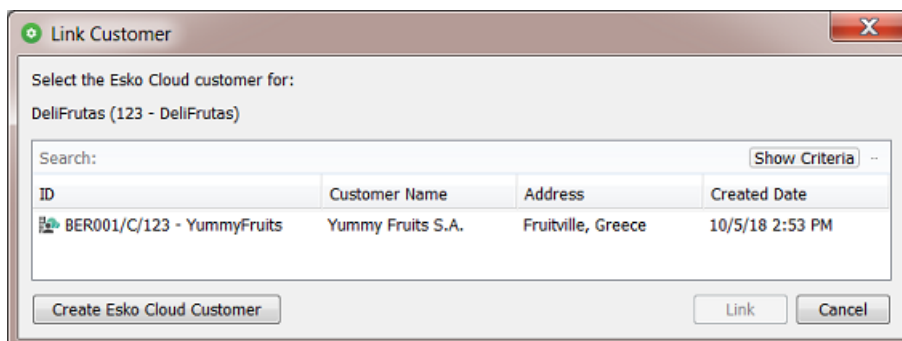 Link Customer
Select the Esko Cloud customer for:
DeliFrutas (123 - DeliFrutas)
Search: Show Criteria
ID Customer Name Address Created Date
BER001/C/123 - YummyFruits Yummy Fruits S.A. Fruitville, Greece 10/5/18 2:53 PM
Create Esko Cloud Customer Link Cancel